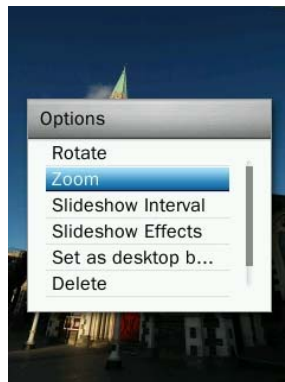 Options
Rotate
Zoom
Slideshow Interval
Slideshow Effects
Set as desktop b...
Delete